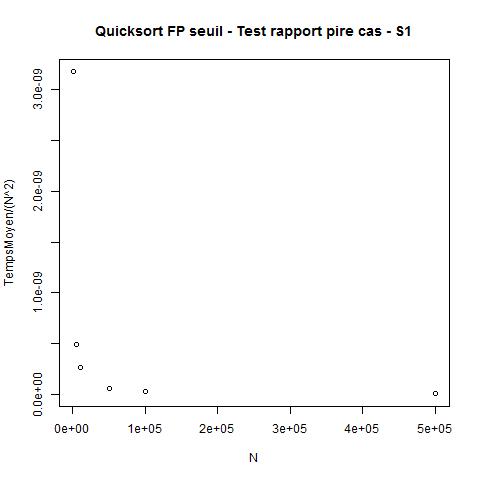 Quicksort FP seuil - Test rapport pire cas - S1
TempsMoyen/(N^2)
3.0e-09
2.0e-09
1.0e-09
0.0e+00
0e+00 1e+05 2e+05 3e+05 4e+05 5e+05
N